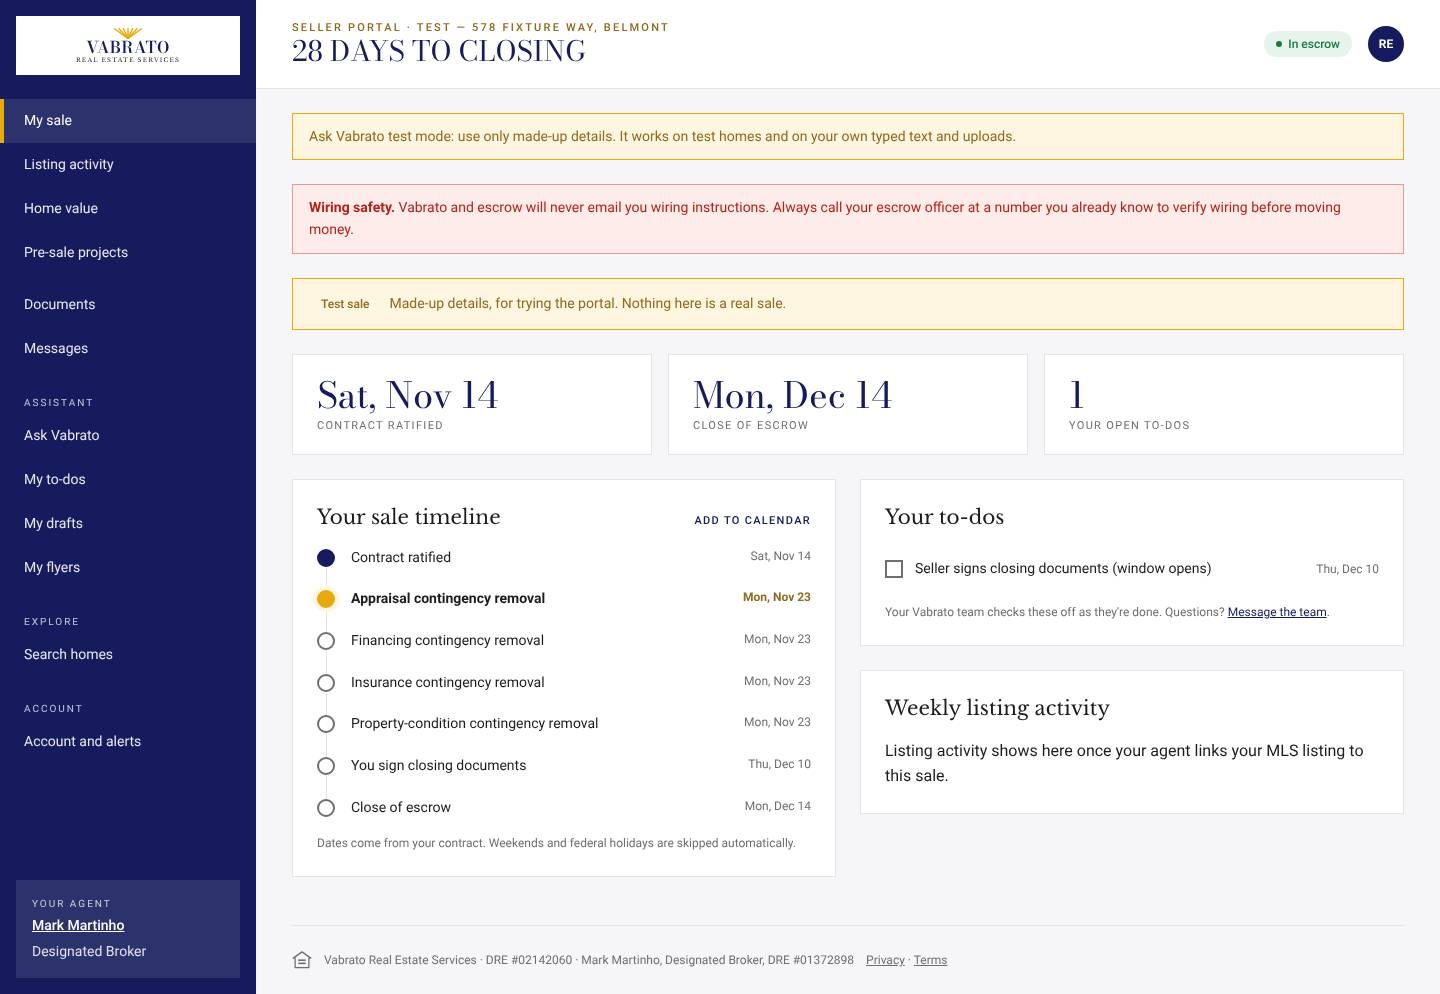 VABRATO
REAL ESTATE SERVICES
My sale
Listing activity
Home value
Pre-sale projects
Documents
Messages
ASSISTANT
Ask Vabrato
My to-dos
My drafts
My flyers
EXPLORE
Search homes
ACCOUNT
Account and alerts
YOUR AGENT
Mark Martinho
Designated Broker
SELLER PORTAL · TEST — 578 FIXTURE WAY, BELMONT
28 DAYS TO CLOSING
In escrow
RE
Ask Vabrato test mode: use only made-up details. It works on test homes and on your own typed text and uploads.
Wiring safety. Vabrato and escrow will never email you wiring instructions. Always call your escrow officer at a number you already know to verify wiring before moving
money.
Test sale Made-up details, for trying the portal. Nothing here is a real sale.
Sat, Nov 14
CONTRACT RATIFIED
Mon, Dec 14
CLOSE OF ESCROW
1
YOUR OPEN TO-DOS
Your sale timeline
ADD TO CALENDAR
Contract ratified Sat, Nov 14
Appraisal contingency removal Mon, Nov 23
Financing contingency removal Mon, Nov 23
Insurance contingency removal Mon, Nov 23
Property-condition contingency removal Mon, Nov 23
You sign closing documents Thu, Dec 10
Close of escrow Mon, Dec 14
Dates come from your contract. Weekends and federal holidays are skipped automatically.
Your to-dos
Seller signs closing documents (window opens) Thu, Dec 10
Your Vabrato team checks these off as they're done. Questions? Message the team.
Weekly listing activity
Listing activity shows here once your agent links your MLS listing to
this sale.
Vabrato Real Estate Services · DRE #02142060 · Mark Martinho, Designated Broker, DRE #01372898 Privacy · Terms